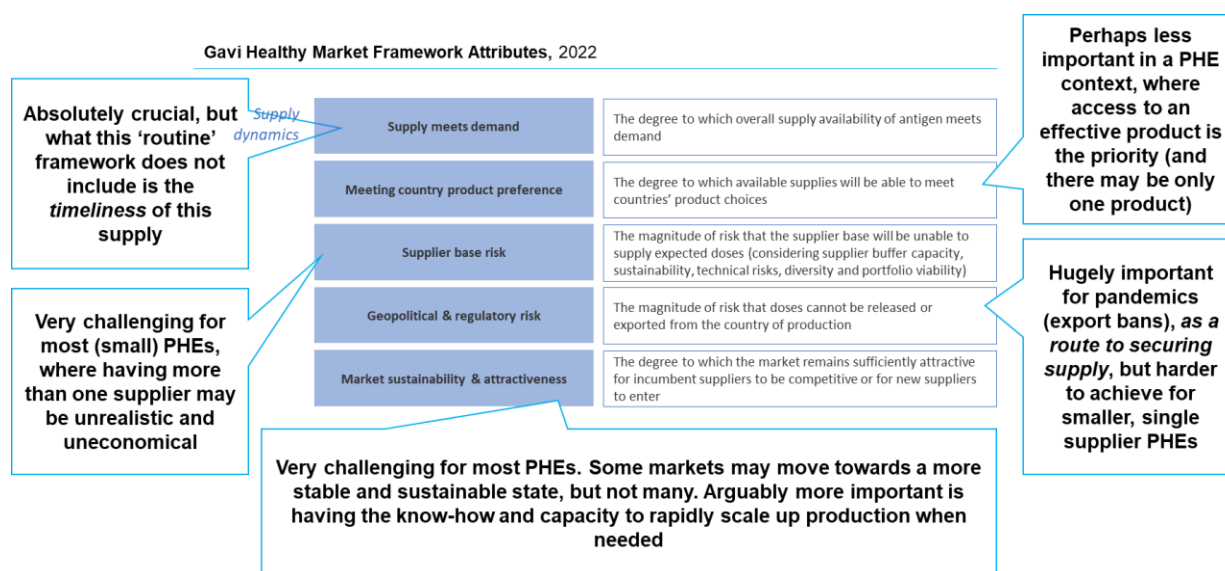 Gavi Healthy Market Framework Attributes, 2022
Absolutely crucial, but
what this ‘routine’
framework does not
include is the
timeliness of this
supply
Supply
dynamics
Supply meets demand
The degree to which overall supply availability of antigen meets
demand
Meeting country product preference
The degree to which available supplies will be able to meet
countries’ product choices
Supplier base risk
The magnitude of risk that the supplier base will be unable to
supply expected doses (considering supplier buffer capacity,
sustainability, technical risks, diversity and portfolio viability)
Geopolitical & regulatory risk
The magnitude of risk that doses cannot be released or
exported from the country of production
Market sustainability & attractiveness
The degree to which the market remains sufficiently attractive
for incumbent suppliers to be competitive or for new suppliers
to enter
Perhaps less
important in a PHE
context, where
access to an
effective product is
the priority (and
there may be only
one product)
Very challenging for
most (small) PHEs,
where having more
than one supplier may
be unrealistic and
uneconomical
Hugely important
for pandemics
(export bans), as a
route to securing
supply, but harder
to achieve for
smaller, single
supplier PHEs
Very challenging for most PHEs. Some markets may move towards a more
stable and sustainable state, but not many. Arguably more important is
having the know-how and capacity to rapidly scale up production when
needed